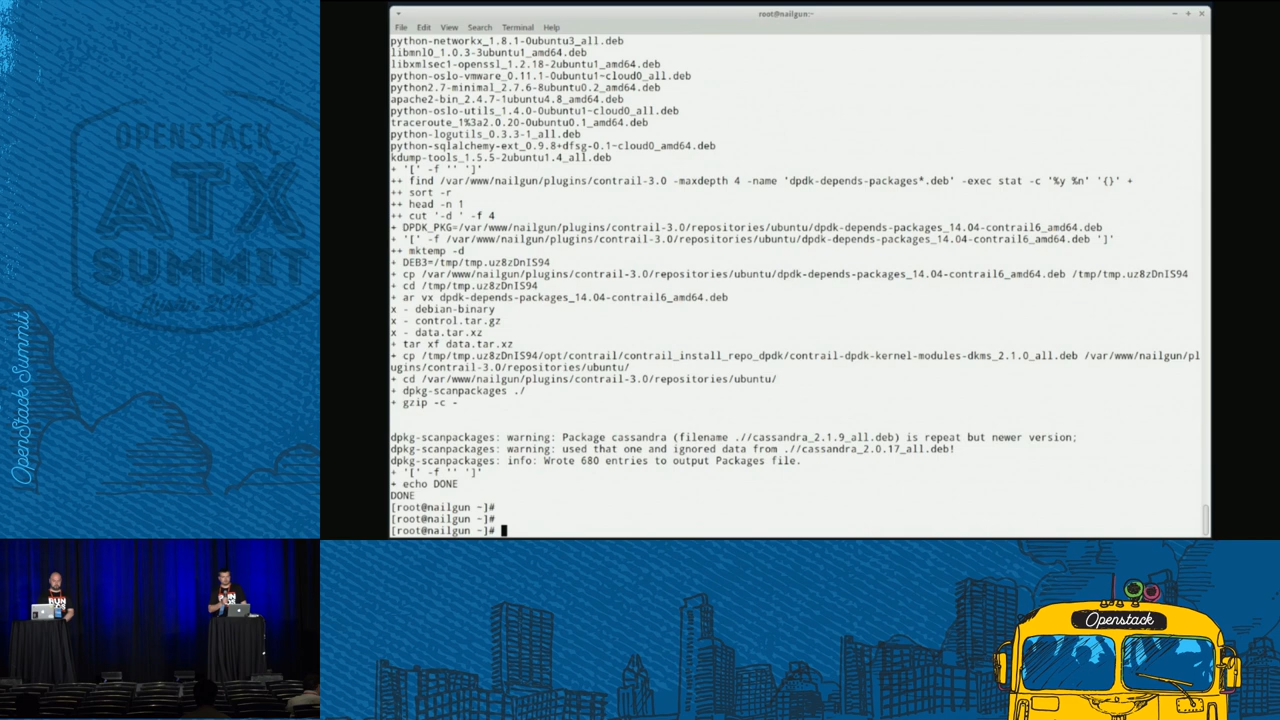 root@nailgun:~
File Edit View Search Terminal Help
python-networkx_1.8.1-0ubuntu3_all.deb
libmnl0_1.0.3-3ubuntu1_amd64.deb
libxmlsec1-openssl_1.2.18-2ubuntu1_amd64.deb
python-oslo-vmware_0.11.1-0ubuntu1~cloud0_all.deb
python2.7-minimal_2.7.6-8ubuntu0.2_amd64.deb
apache2-bin_2.4.7-1ubuntu4.8_amd64.deb
python-oslo-utils_1.4.0-0ubuntu1~cloud0_all.deb
traceroute_1%3a2.0.20-0ubuntu0.1_amd64.deb
python-logutils_0.3.3-1_all.deb
python-sqlalchemy-ext_0.9.8+dfsg-0.1~cloud0_amd64.deb
kdump-tools_1.5.5-2ubuntu1.4_all.deb
+ '[' -f '' ']'
++ find /var/www/nailgun/plugins/contrail-3.0 -maxdepth 4 -name 'dpdk-depends-packages*.deb' -exec stat -c '%y %n' '{}' +
++ sort -r
++ head -n 1
++ cut '-d ' -f 4
+ DPDK_PKG=/var/www/nailgun/plugins/contrail-3.0/repositories/ubuntu/dpdk-depends-packages_14.04-contrail6_amd64.deb
+ '[' -f /var/www/nailgun/plugins/contrail-3.0/repositories/ubuntu/dpdk-depends-packages_14.04-contrail6_amd64.deb ']'
++ mktemp -d
+ DEB3=/tmp/tmp.uz8zDnIS94
+ cp /var/www/nailgun/plugins/contrail-3.0/repositories/ubuntu/dpdk-depends-packages_14.04-contrail6_amd64.deb /tmp/tmp.uz8zDnIS94
+ cd /tmp/tmp.uz8zDnIS94
+ ar vx dpdk-depends-packages_14.04-contrail6_amd64.deb
x - debian-binary
x - control.tar.gz
x - data.tar.xz
+ tar xf data.tar.xz
+ cp /tmp/tmp.uz8zDnIS94/opt/contrail/contrail_install_repo_dpdk/contrail-dpdk-kernel-modules-dkms_2.1.0_all.deb /var/www/nailgun/pl
ugins/contrail-3.0/repositories/ubuntu/
+ cd /var/www/nailgun/plugins/contrail-3.0/repositories/ubuntu/
+ dpkg-scanpackages ./
+ gzip -c -
dpkg-scanpackages: warning: Package cassandra (filename .//cassandra_2.1.9_all.deb) is repeat but newer version;
dpkg-scanpackages: warning: used that one and ignored data from .//cassandra_2.0.17_all.deb!
dpkg-scanpackages: info: Wrote 680 entries to output Packages file.
+ '[' -f '' ']'
+ echo DONE
DONE
[root@nailgun ~]#
[root@nailgun ~]#
[root@nailgun ~]#
OPENSTACK
ATX
SUMMIT
Austin 2016
OpenStack Summit
Openstack